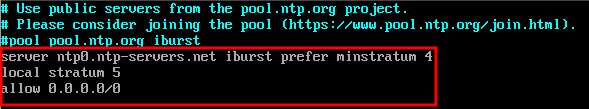 # Use public servers from the pool.ntp.org project.
# Please consider joining the pool (https://www.pool.ntp.org/join.html).
#pool pool.ntp.org iburst
server ntp0.ntp-servers.net iburst prefer minstratum 4
local stratum 5
allow 0.0.0.0/0